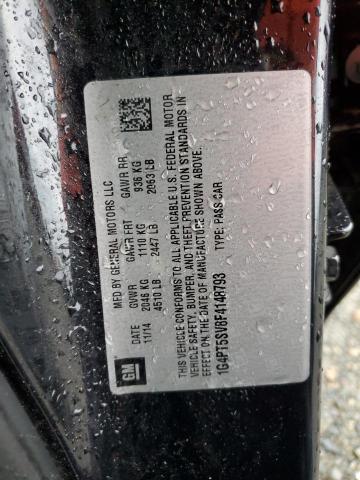 GM
MFD BY GENERAL MOTORS LLC
DATE GVWR GAWR FRT GAWR RR
11/14 2046 KG 1110 KG 936 KG
4510 LB 2447 LB 2063 LB
THIS VEHICLE CONFORMS TO ALL APPLICABLE U.S. FEDERAL MOTOR
VEHICLE SAFETY, BUMPER, AND THEFT PREVENTION STANDARDS IN
EFFECT ON THE DATE OF MANUFACTURE SHOWN ABOVE.
1G4PT5SV8F4148793 TYPE: PASS CAR